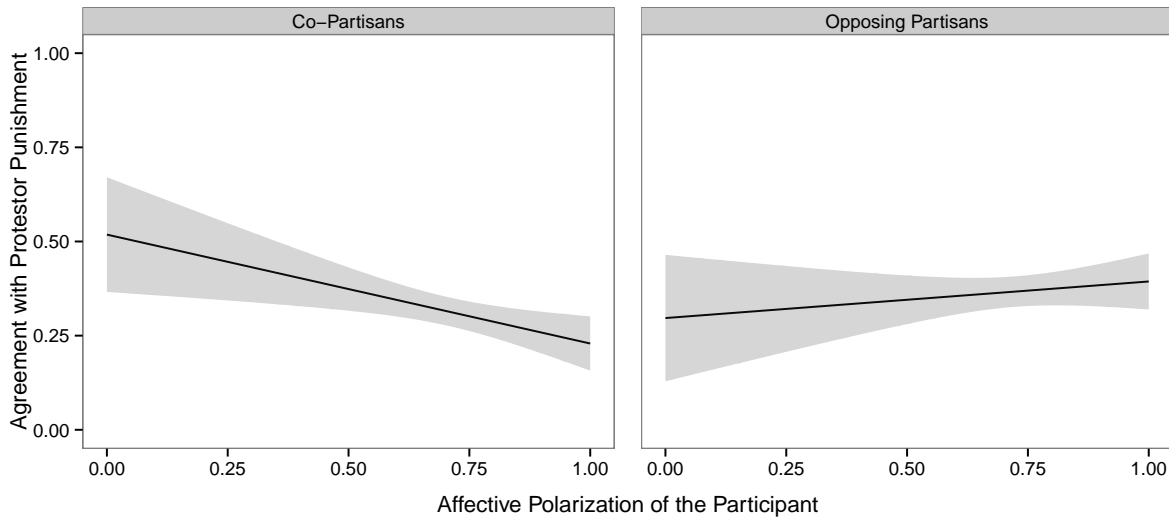 Co−Partisans
Opposing Partisans
Agreement with Protestor Punishment
1.00
0.75
0.50
0.25
0.00
0.00 0.25 0.50 0.75 1.00
0.00 0.25 0.50 0.75 1.00
Affective Polarization of the Participant